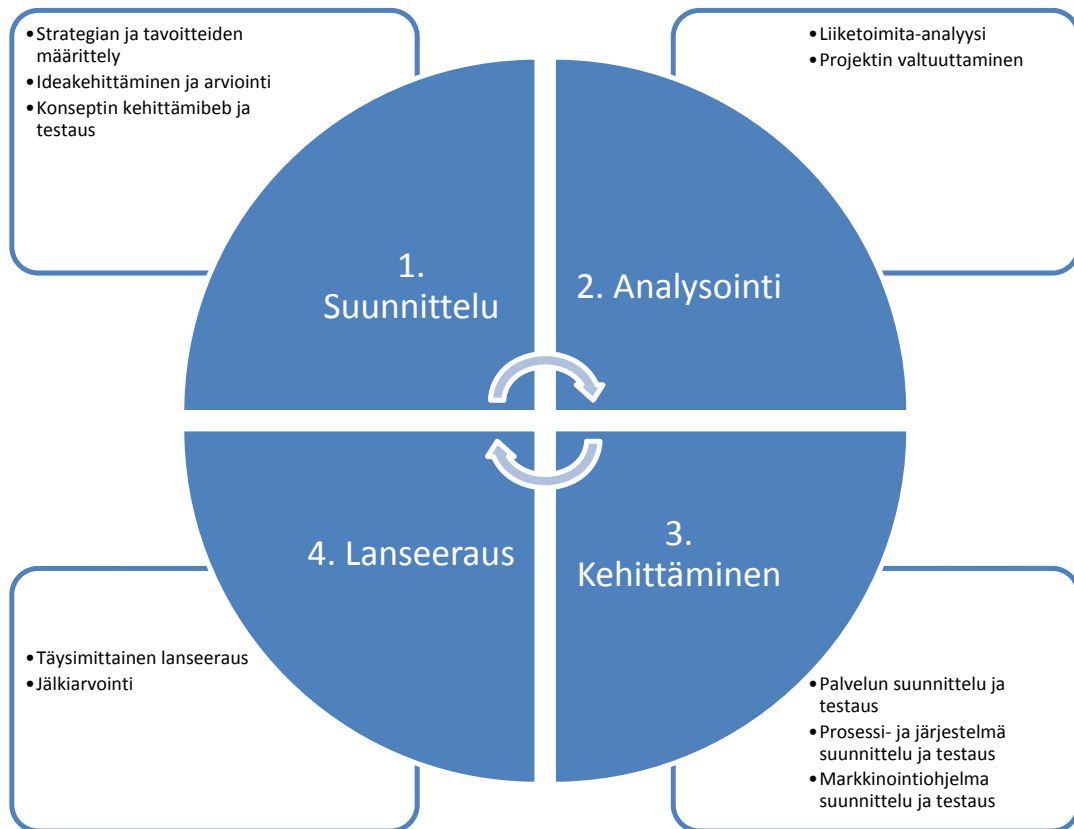 •Strategian ja tavoitteiden
määrittely
•Ideakehittäminen ja arviointi
•Konseptin kehittämibeb ja
testaus
•Liiketoimita-analyysi
•Projektin valtuuttaminen
1.
Suunnittelu
2. Analysointi
3.
Kehittäminen
4. Lanseeraus
•Täysimittainen lanseeraus
•Jälkiarvointi
•Palvelun suunnittelu ja
testaus
•Prosessi- ja järjestelmä
suunnittelu ja testaus
•Markkinointiohjelma
suunnittelu ja testaus